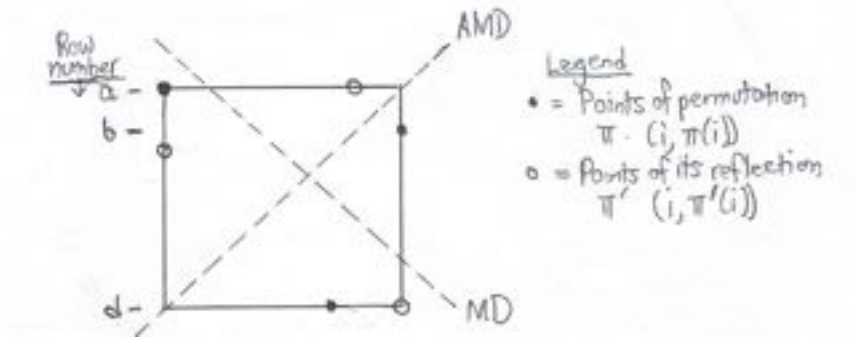 Row
number
a -
b -
d -
AMD
MD
Legend
• = Points of permutation
π . (i, π(i))
o = Points of its reflection
π' (i, π'(i))